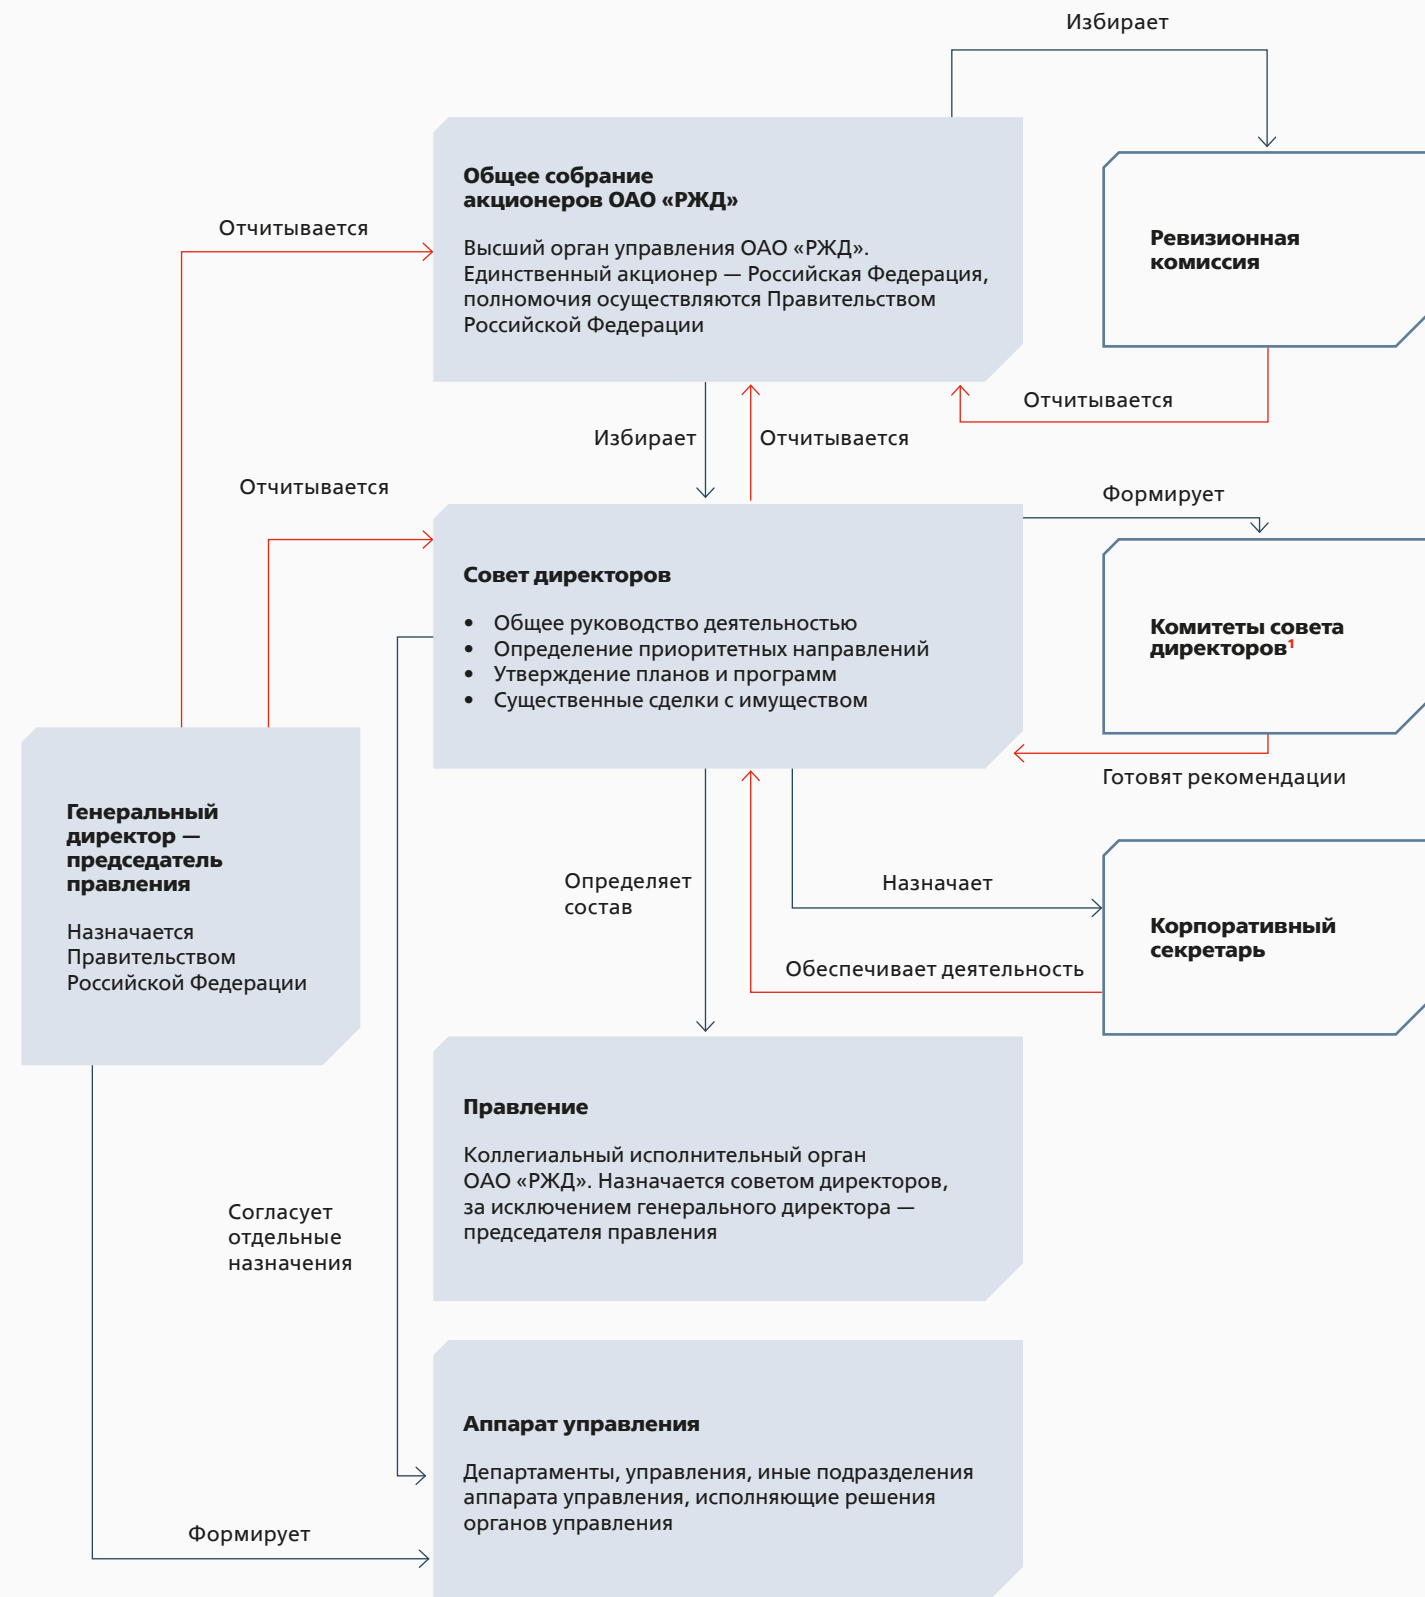 Избирает
Общее собрание
акционеров ОАО «РЖД»
Высший орган управления ОАО «РЖД».
Единственный акционер — Российская Федерация,
полномочия осуществляются Правительством
Российской Федерации
Ревизионная
комиссия
Отчитывается
Отчитывается
Избирает
Отчитывается
Отчитывается
Формирует
Совет директоров
• Общее руководство деятельностью
• Определение приоритетных направлений
• Утверждение планов и программ
• Существенные сделки с имуществом
Комитеты совета
директоров¹
Готовят рекомендации
Генеральный
директор —
председатель
правления
Назначается
Правительством
Российской Федерации
Определяет
состав
Назначает
Обеспечивает деятельность
Корпоративный
секретарь
Правление
Коллегиальный исполнительный орган
ОАО «РЖД». Назначается советом директоров,
за исключением генерального директора —
председателя правления
Согласует
отдельные
назначения
Аппарат управления
Департаменты, управления, иные подразделения
аппарата управления, исполняющие решения
органов управления
Формирует